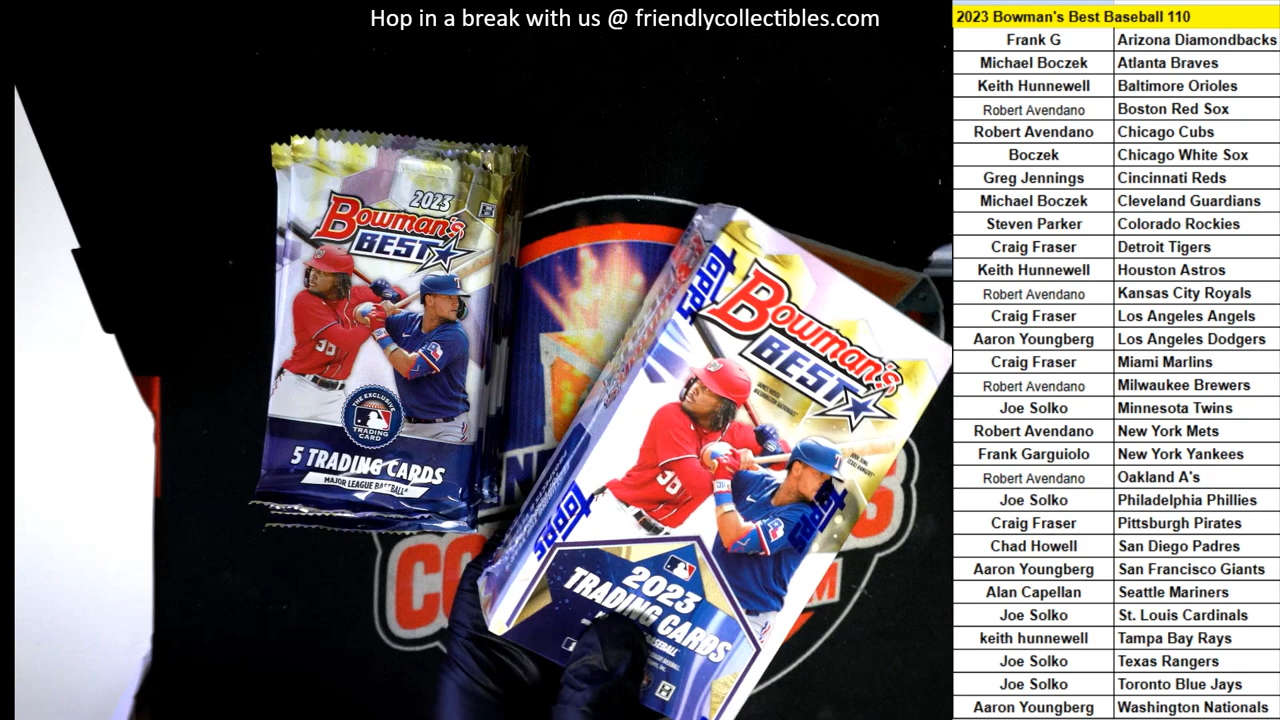 Hop in a break with us @ friendlycollectibles.com
2023 Bowman's Best Baseball 110
Frank G Arizona Diamondbacks
Michael Boczek Atlanta Braves
Keith Hunnewell Baltimore Orioles
Robert Avendano Boston Red Sox
Robert Avendano Chicago Cubs
Boczek Chicago White Sox
Greg Jennings Cincinnati Reds
Michael Boczek Cleveland Guardians
Steven Parker Colorado Rockies
Craig Fraser Detroit Tigers
Keith Hunnewell Houston Astros
Robert Avendano Kansas City Royals
Craig Fraser Los Angeles Angels
Aaron Youngberg Los Angeles Dodgers
Craig Fraser Miami Marlins
Robert Avendano Milwaukee Brewers
Joe Solko Minnesota Twins
Robert Avendano New York Mets
Frank Garguiolo New York Yankees
Robert Avendano Oakland A's
Joe Solko Philadelphia Phillies
Craig Fraser Pittsburgh Pirates
Chad Howell San Diego Padres
Aaron Youngberg San Francisco Giants
Alan Capellan Seattle Mariners
Joe Solko St. Louis Cardinals
keith hunnewell Tampa Bay Rays
Joe Solko Texas Rangers
Joe Solko Toronto Blue Jays
Aaron Youngberg Washington Nationals
2023
BOWMAN'S
BEST
THE EXCLUSIVE
TRADING
CARD
5 TRADING CARDS
MAJOR LEAGUE BASEBALL
topps
BOWMAN'S
BEST
topps
topps
2023
TRADING CARDS